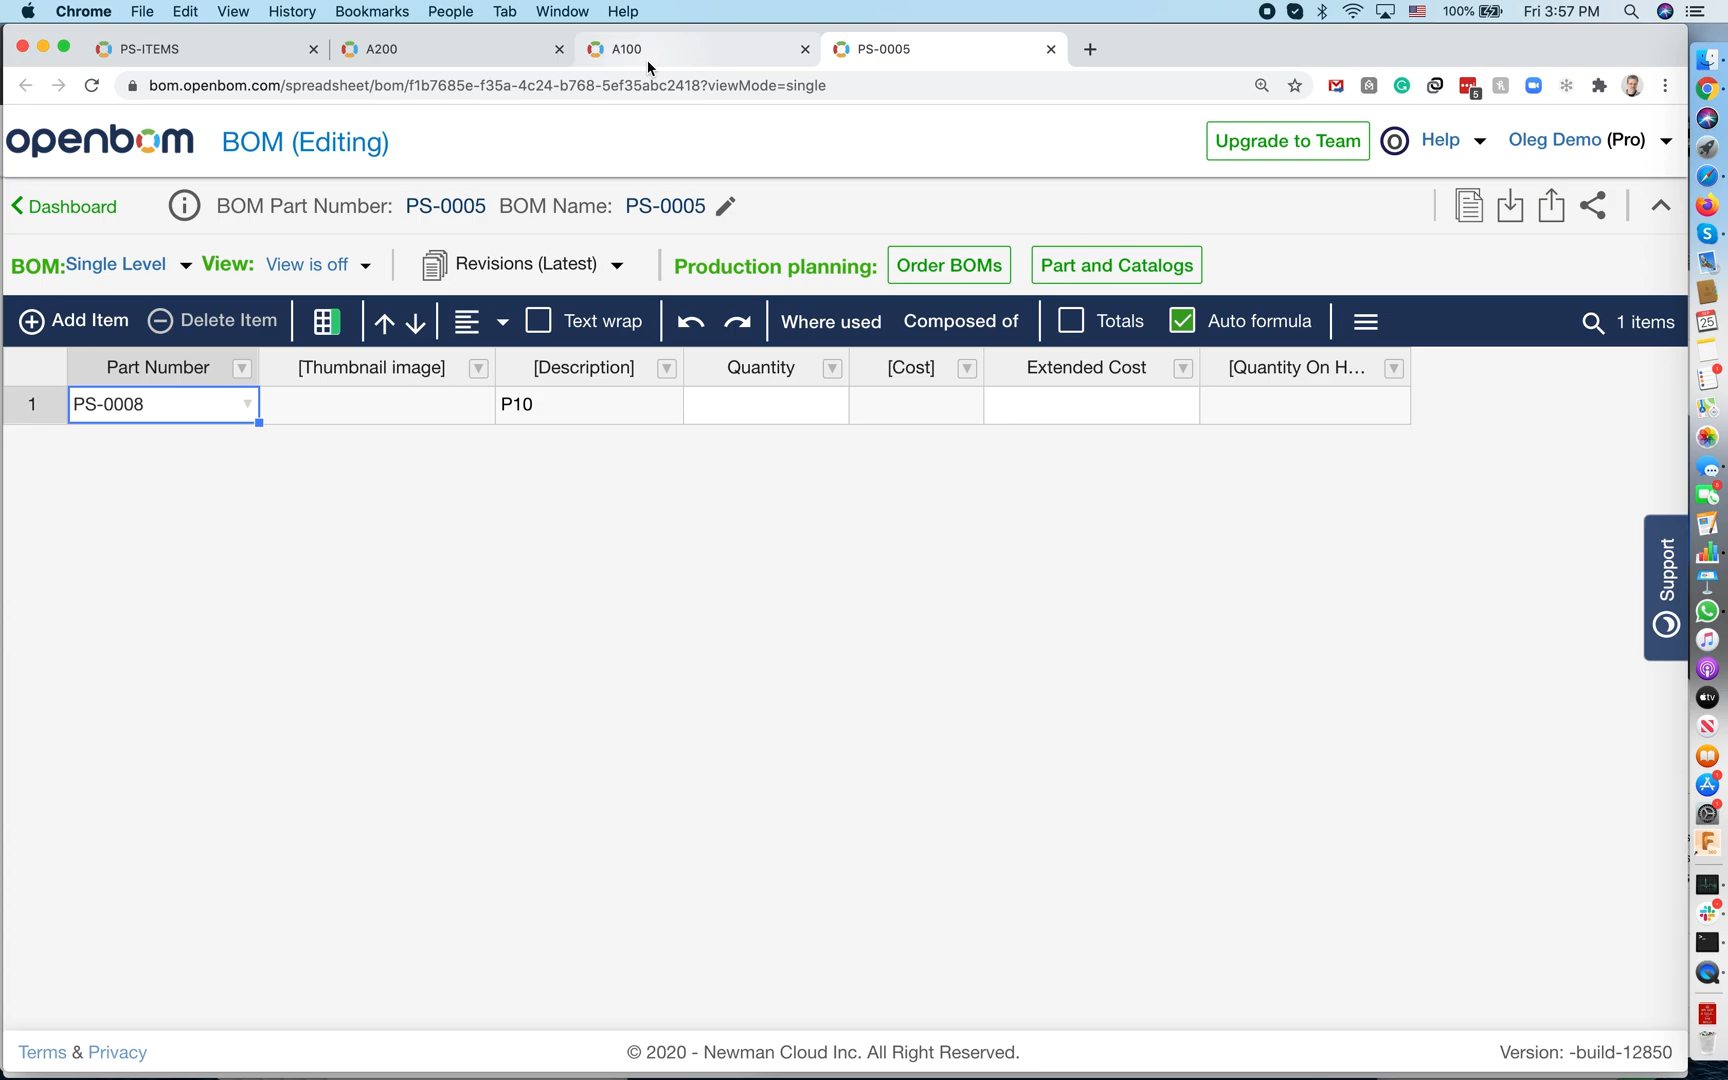 Chrome File Edit View History Bookmarks People Tab Window Help 100% Fri 3:57 PM
PS-ITEMS A200 A100 PS-0005
bom.openbom.com/spreadsheet/bom/f1b7685e-f35a-4c24-b768-5ef35abc2418?viewMode=single 5
openbom BOM (Editing) Upgrade to Team Help Oleg Demo (Pro)
Dashboard BOM Part Number: PS-0005 BOM Name: PS-0005
BOM:Single Level View: View is off Revisions (Latest) Production planning: Order BOMs Part and Catalogs
Add Item Delete Item Text wrap Where used Composed of Totals Auto formula 1 items
Part Number [Thumbnail image] [Description] Quantity [Cost] Extended Cost [Quantity On H...
1 PS-0008 P10
Support
25
tv
Terms & Privacy © 2020 - Newman Cloud Inc. All Right Reserved. Version: -build-12850